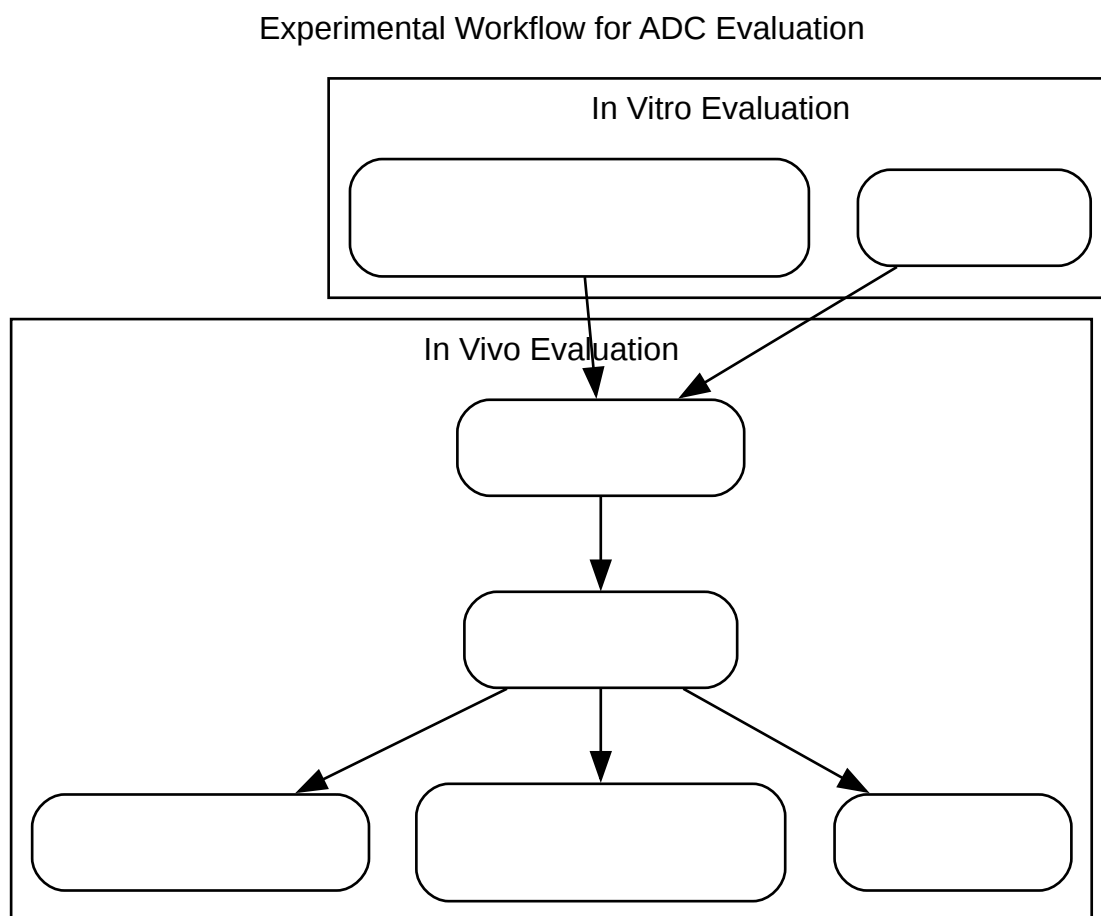 Experimental Workflow for ADC Evaluation
In Vitro Evaluation
In Vivo Evaluation